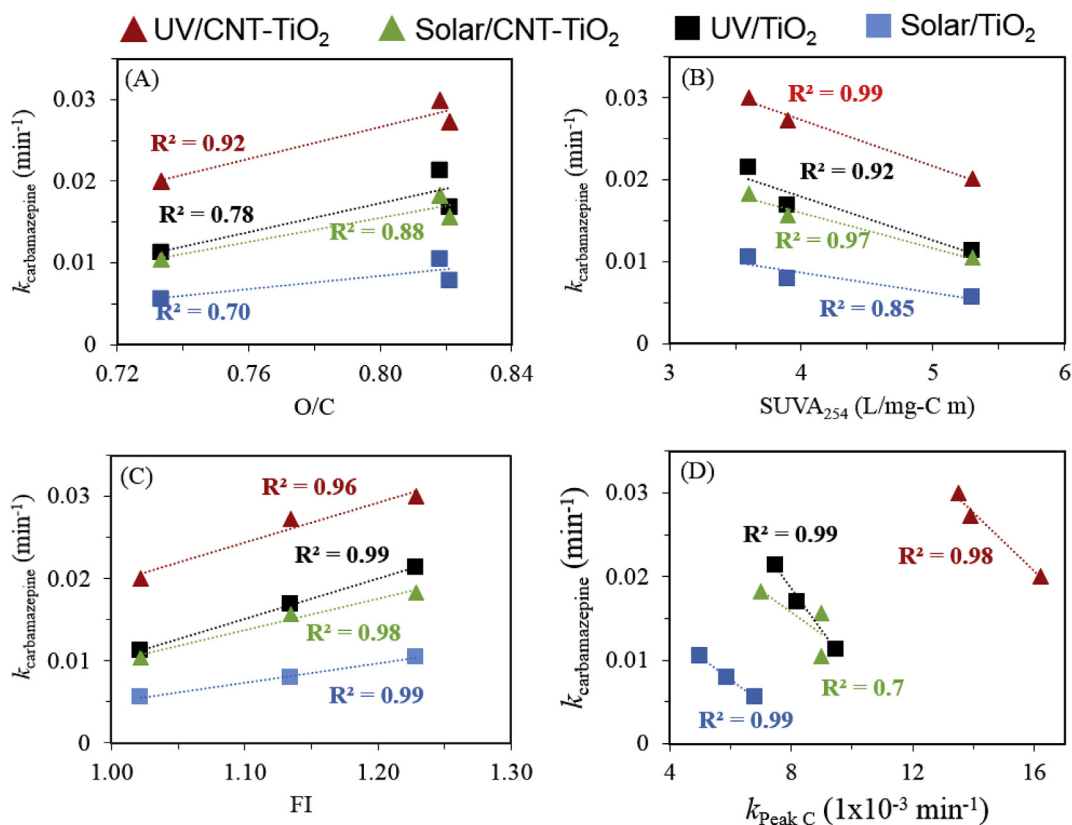 UV/CNT-TiO₂ Solar/CNT-TiO₂ UV/TiO₂ Solar/TiO₂
(A)
k carbamazepine (min⁻¹)
0.03
0.02
0.01
0
R² = 0.92
R² = 0.78
R² = 0.88
R² = 0.70
0.72 0.76 0.80 0.84
O/C
(B)
k carbamazepine (min⁻¹)
0.03
0.02
0.01
0
R² = 0.99
R² = 0.92
R² = 0.97
R² = 0.85
3 4 5 6
SUVA₂₅₄ (L/mg-C m)
(C)
k carbamazepine (min⁻¹)
0.03
0.02
0.01
0
R² = 0.96
R² = 0.99
R² = 0.98
R² = 0.99
1.00 1.10 1.20 1.30
FI
(D)
k carbamazepine (min⁻¹)
0.03
0.02
0.01
0
R² = 0.99
R² = 0.98
R² = 0.7
R² = 0.99
4 8 12 16
k Peak C (1x10⁻³ min⁻¹)